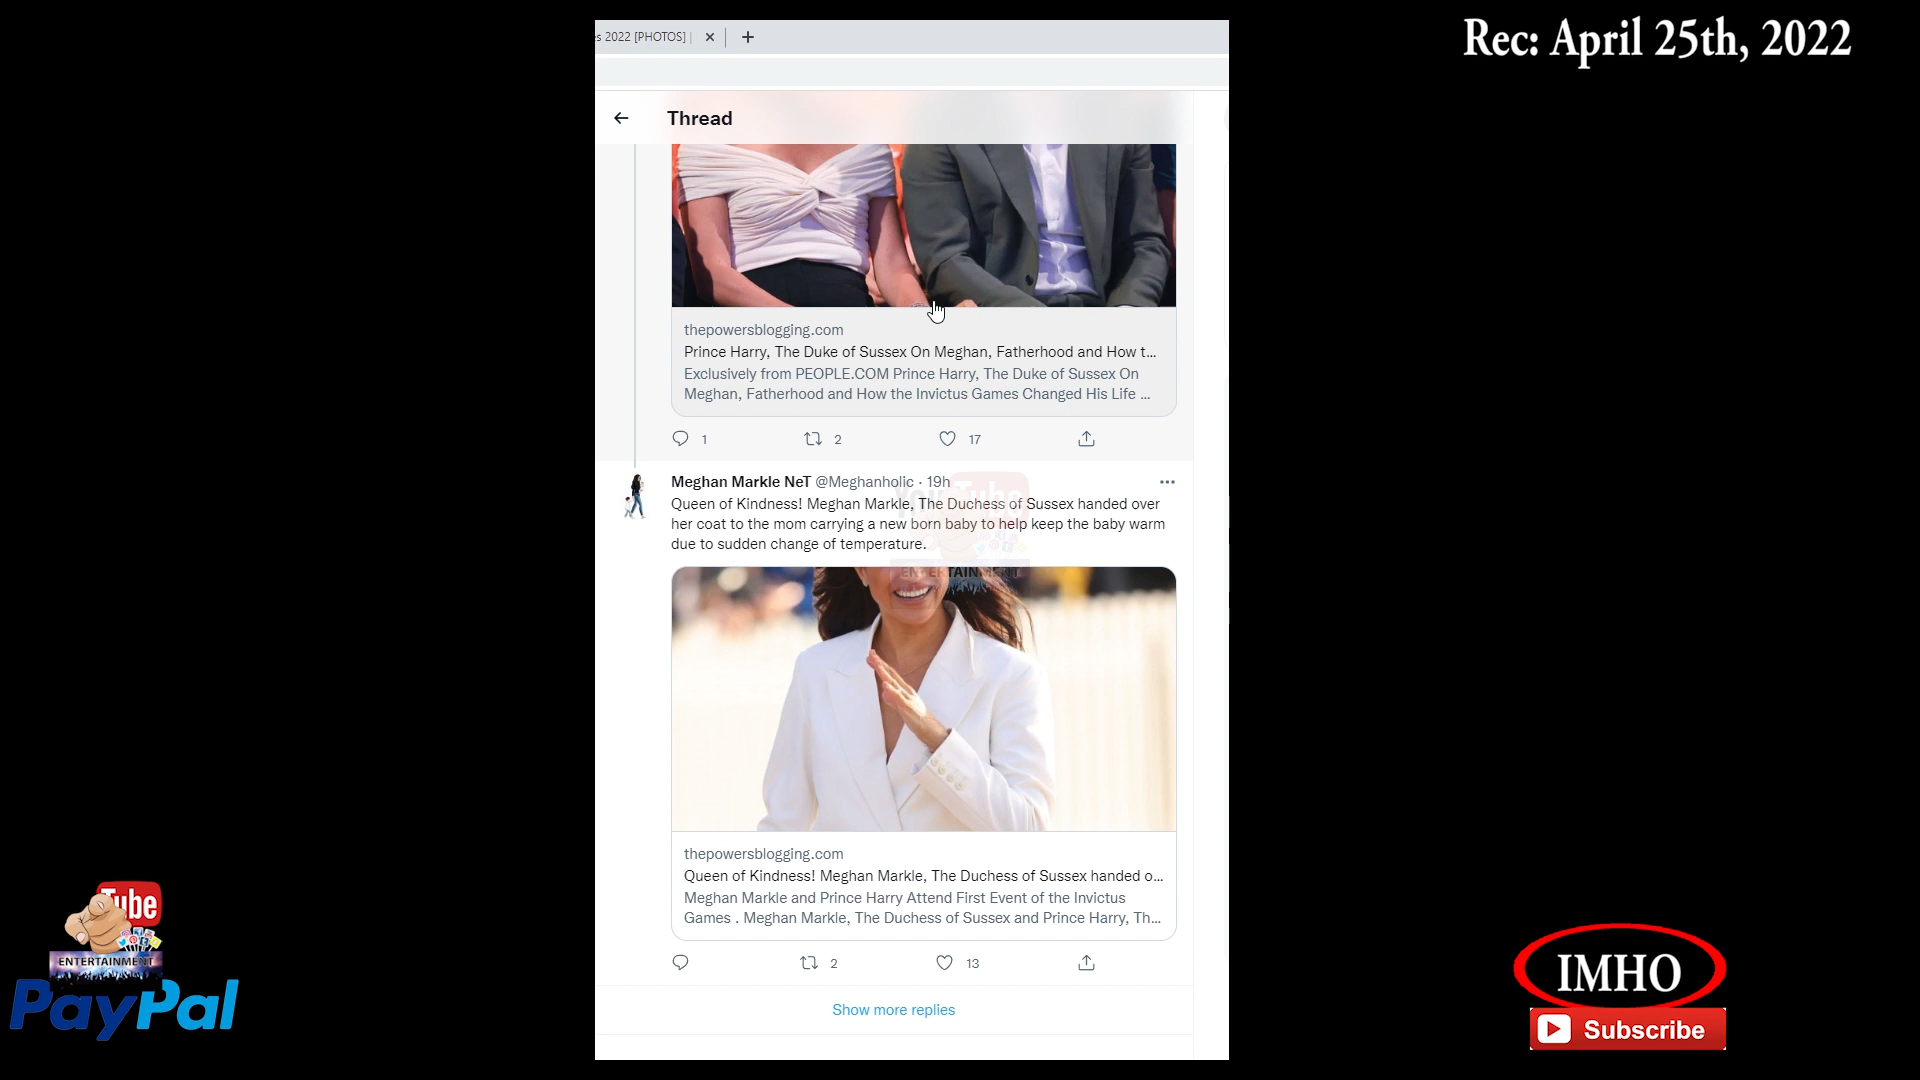 Rec: April 25th, 2022
s 2022 [PHOTOS] |
Thread
thepowersblogging.com
Prince Harry, The Duke of Sussex On Meghan, Fatherhood and How t...
Exclusively from PEOPLE.COM Prince Harry, The Duke of Sussex On
Meghan, Fatherhood and How the Invictus Games Changed His Life ...
1 2 17
Meghan Markle NeT @Meghanholic · 19h
Queen of Kindness! Meghan Markle, The Duchess of Sussex handed over
her coat to the mom carrying a new born baby to help keep the baby warm
due to sudden change of temperature.
YouTube
ENTERTAINMENT
thepowersblogging.com
Queen of Kindness! Meghan Markle, The Duchess of Sussex handed o...
Meghan Markle and Prince Harry Attend First Event of the Invictus
Games . Meghan Markle, The Duchess of Sussex and Prince Harry, Th...
2 13
Show more replies
Tube
ENTERTAINMENT
PayPal
IMHO
Subscribe